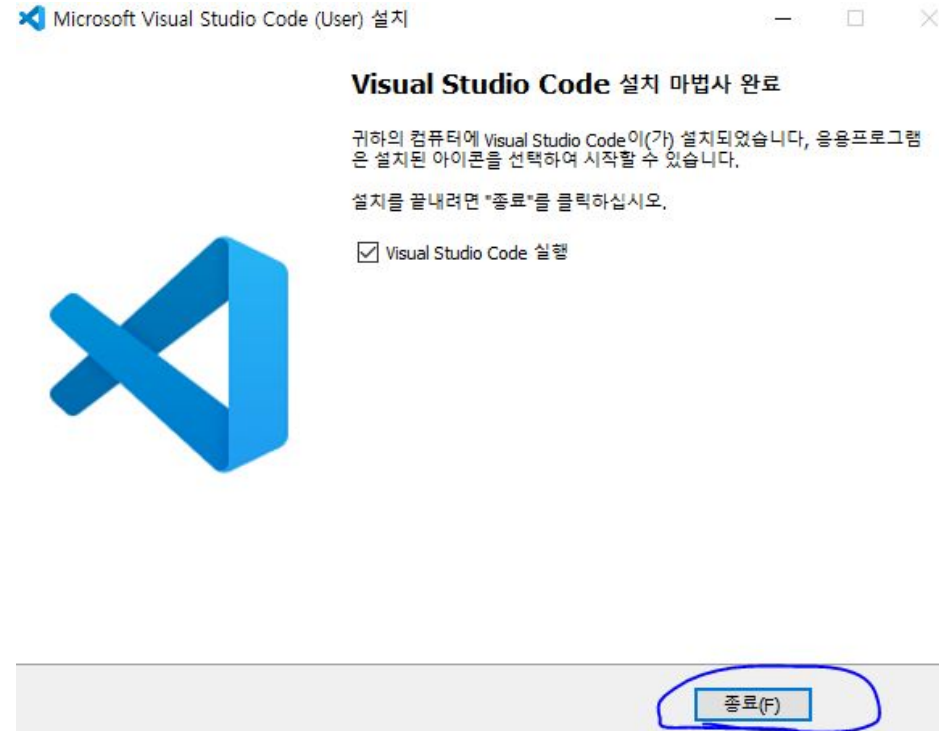 Microsoft Visual Studio Code (User) 설치
Visual Studio Code 설치 마법사 완료
귀하의 컴퓨터에 Visual Studio Code이(가) 설치되었습니다, 응용프로그램
은 설치된 아이콘을 선택하여 시작할 수 있습니다.
설치를 끝내려면 "종료"를 클릭하십시오.
Visual Studio Code 실행
종료(F)